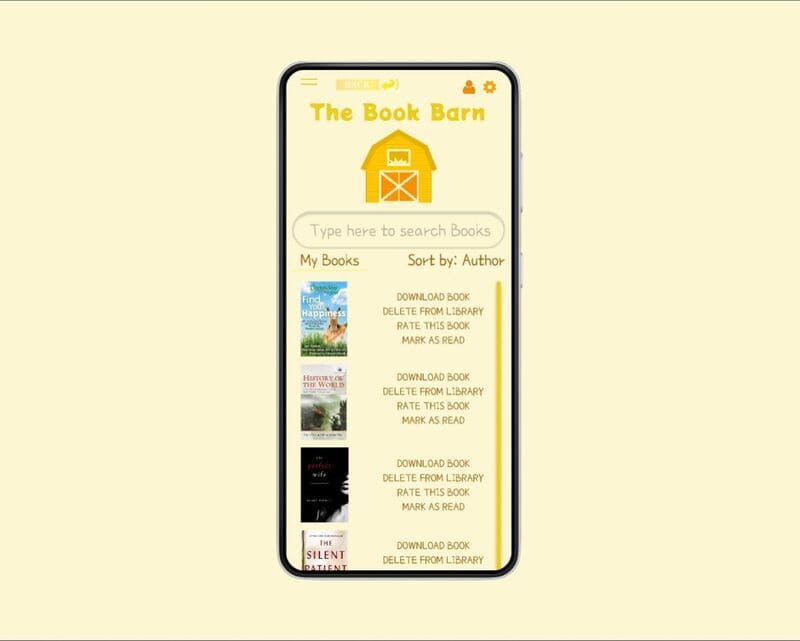 BACK
The Book Barn
Type here to search Books
My Books
Sort by: Author
Find
Your
Happiness
DOWNLOAD BOOK
DELETE FROM LIBRARY
RATE THIS BOOK
MARK AS READ
HISTORY OF
THE WORLD
DOWNLOAD BOOK
DELETE FROM LIBRARY
RATE THIS BOOK
MARK AS READ
the
perfect
wife
DOWNLOAD BOOK
DELETE FROM LIBRARY
RATE THIS BOOK
MARK AS READ
THE
SILENT
PATIENT
DOWNLOAD BOOK
DELETE FROM LIBRARY